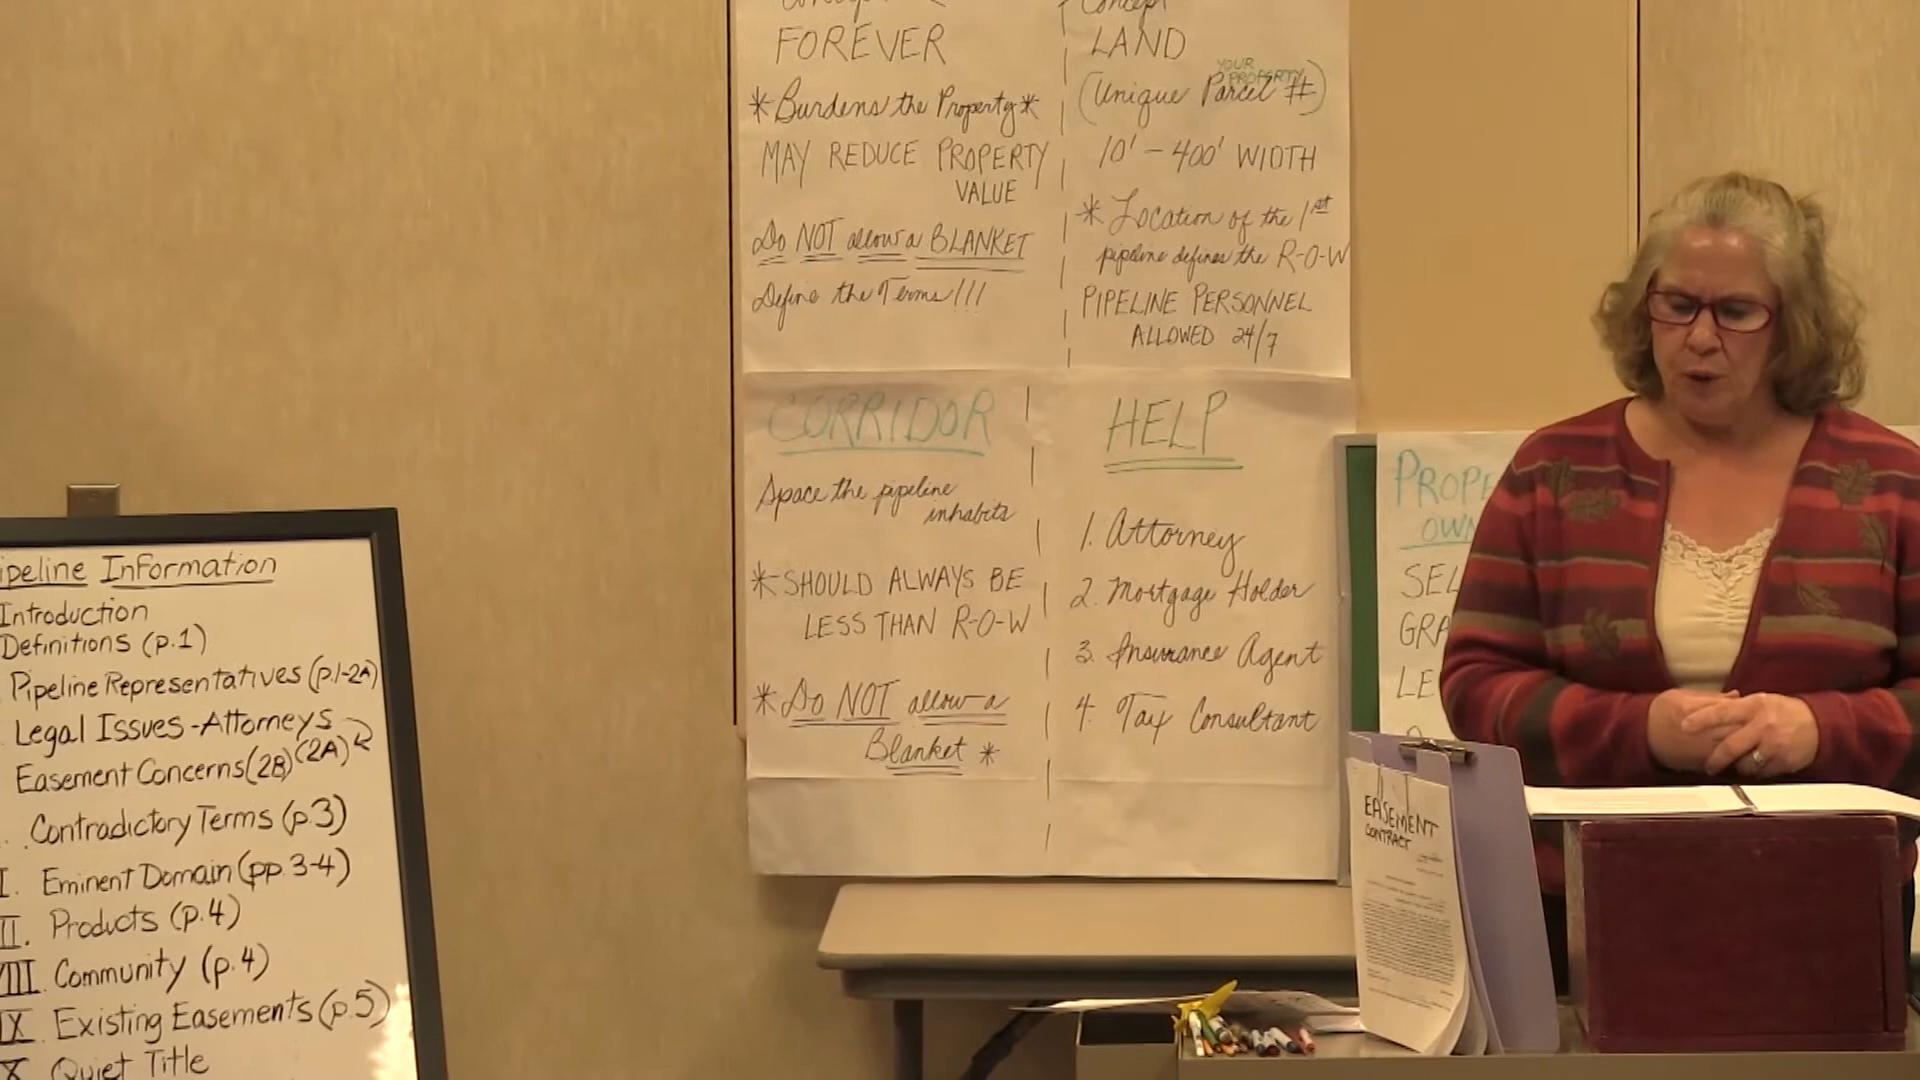 Concept
FOREVER
*Burdens the Property*
MAY REDUCE PROPERTY
VALUE
Do NOT allow a BLANKET
Define the Terms!!!
Concept
LAND
YOUR
PROPERTY
(Unique Parcel #)
10' - 400' WIDTH
* Location of the 1st
pipeline defines the R-O-W
PIPELINE PERSONNEL
ALLOWED 24/7
CORRIDOR
Space the pipeline
inhabits
* SHOULD ALWAYS BE
LESS THAN R-O-W
* Do NOT allow a
Blanket *
HELP
1. Attorney
2. Mortgage Holder
3. Insurance Agent
4. Tax Consultant
PROPE
OWN
SEL
GRA
LE
EASEMENT
CONTRACT
ipeline Information
Introduction
Definitions (p.1)
Pipeline Representatives (p.1-2A)
Legal Issues - Attorneys
Easement Concerns (2B) (2A)
Contradictory Terms (p.3)
I. Eminent Domain (pp. 3-4)
II. Products (p.4)
VIII. Community (p.4)
IX. Existing Easements (p.5)
X Quiet Title